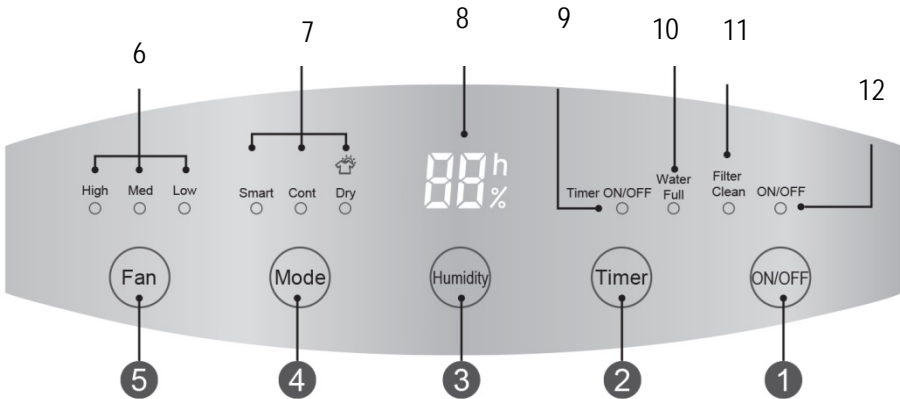 6
7
8
9
10
11
12
High Med Low
Smart Cont Dry
88 h
%
Timer ON/OFF
Water
Full
Filter
Clean
ON/OFF
Fan
Mode
Humidity
Timer
ON/OFF
5
4
3
2
1